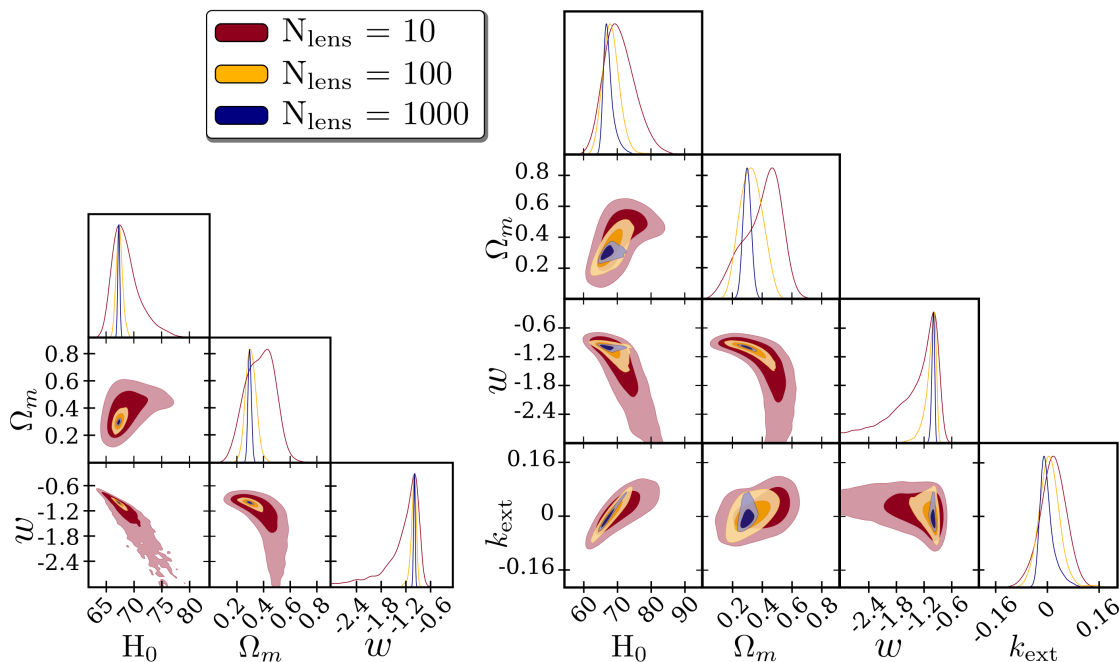 N_lens = 10
N_lens = 100
N_lens = 1000
Ω_m
0.8
0.6
0.4
0.2
w
-0.6
-1.2
-1.8
-2.4
65 70 75 80
0.2 0.4 0.6 0.8
-2.4 -1.8 -1.2 -0.6
H_0 Ω_m w
Ω_m
0.8
0.6
0.4
0.2
w
-0.6
-1.2
-1.8
-2.4
k_ext
0.16
0
-0.16
60 70 80 90
0.2 0.4 0.6 0.8
-2.4 -1.8 -1.2 -0.6
-0.16 0 0.16
H_0 Ω_m w k_ext